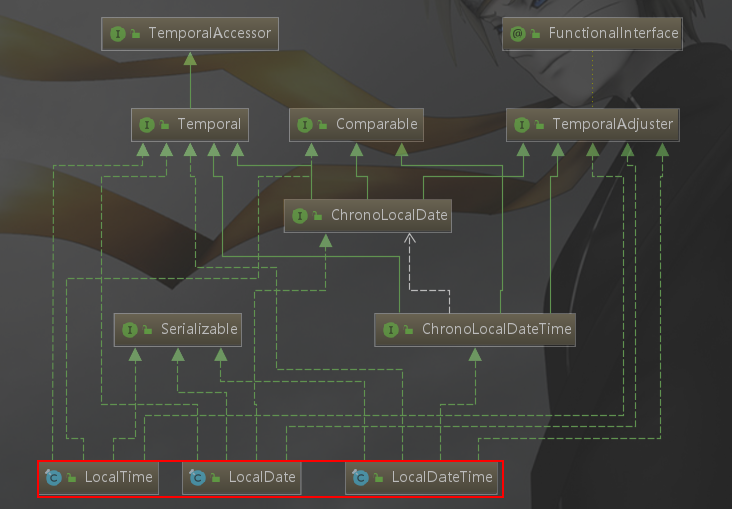 TemporalAccessor
FunctionalInterface
Temporal
Comparable
TemporalAdjuster
ChronoLocalDate
Serializable
ChronoLocalDateTime
LocalTime
LocalDate
LocalDateTime